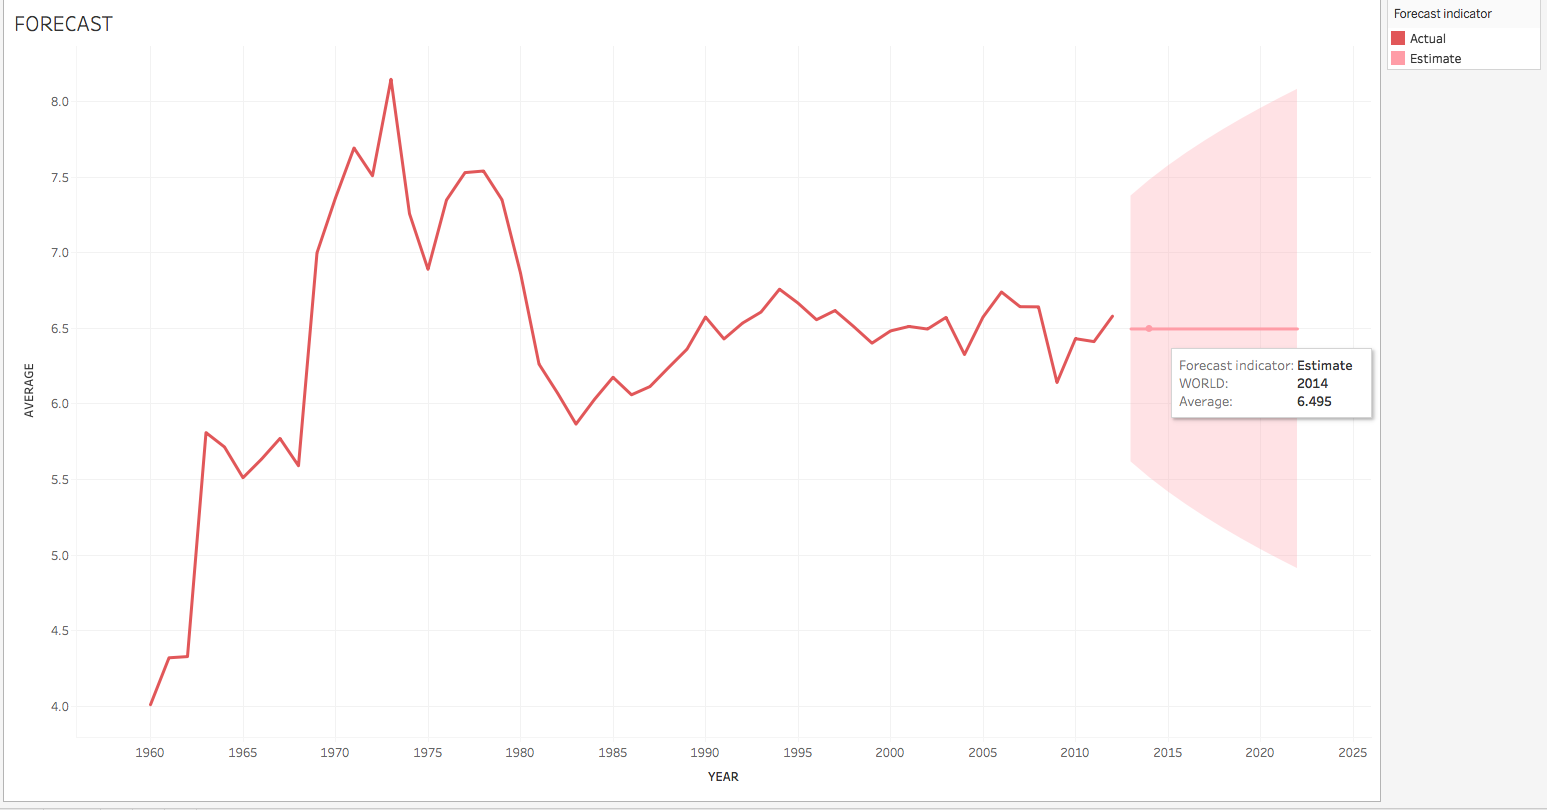 FORECAST
Forecast indicator
Actual
Estimate
8.0
7.5
7.0
6.5
6.0
5.5
5.0
4.5
4.0
AVERAGE
Forecast indicator: Estimate
WORLD: 2014
Average: 6.495
1960 1965 1970 1975 1980 1985 1990 1995 2000 2005 2010 2015 2020 2025
YEAR